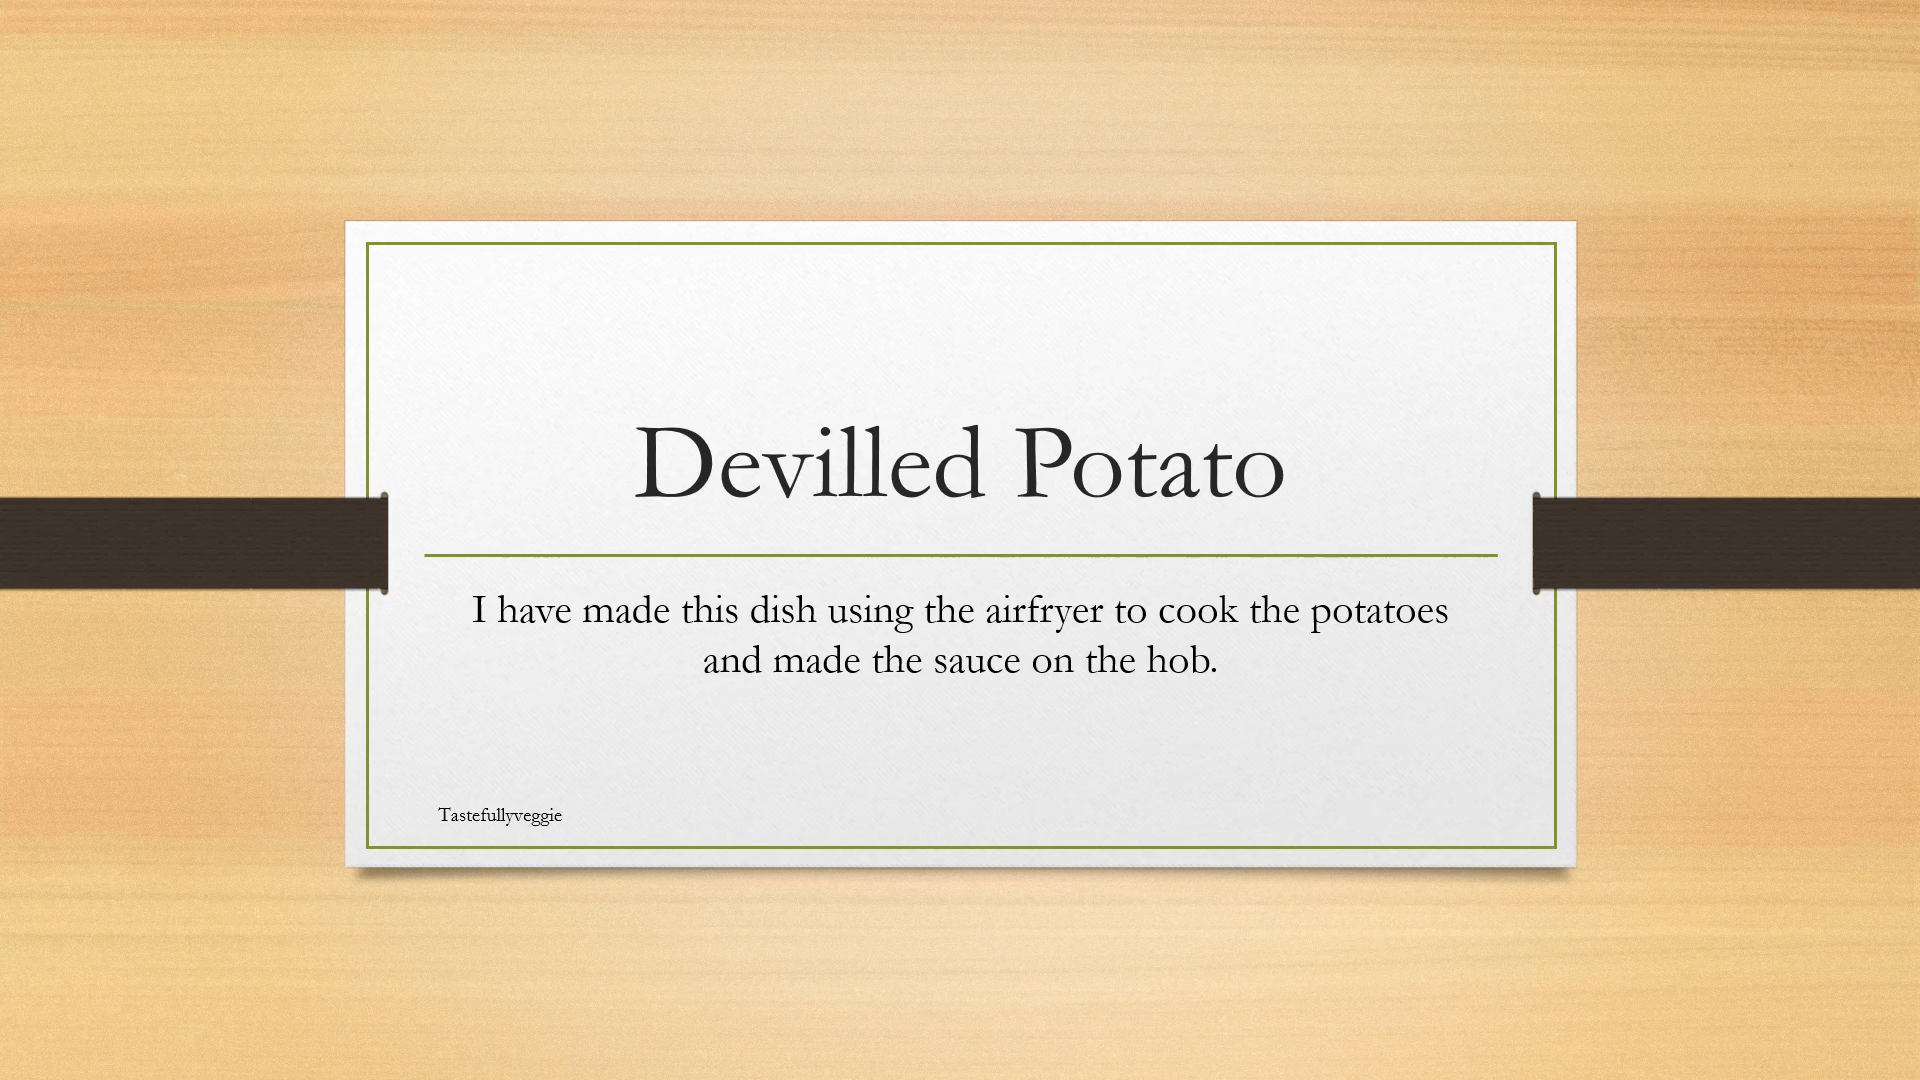 Devilled Potato
I have made this dish using the airfryer to cook the potatoes
and made the sauce on the hob.
Tastefullyveggie